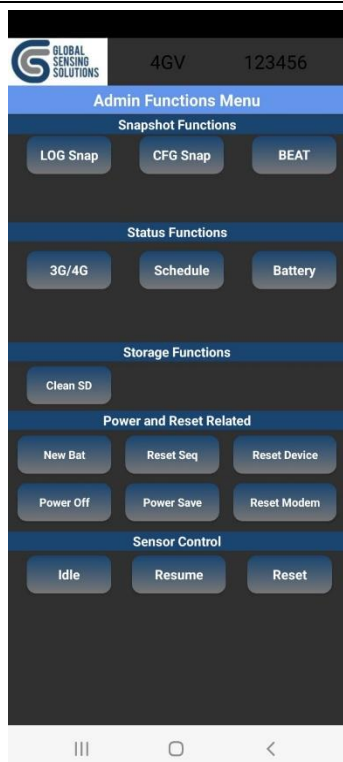 GLOBAL
SENSING
SOLUTIONS
4GV 123456
Admin Functions Menu
Snapshot Functions
LOG Snap CFG Snap BEAT
Status Functions
3G/4G Schedule Battery
Storage Functions
Clean SD
Power and Reset Related
New Bat Reset Seq Reset Device
Power Off Power Save Reset Modem
Sensor Control
Idle Resume Reset